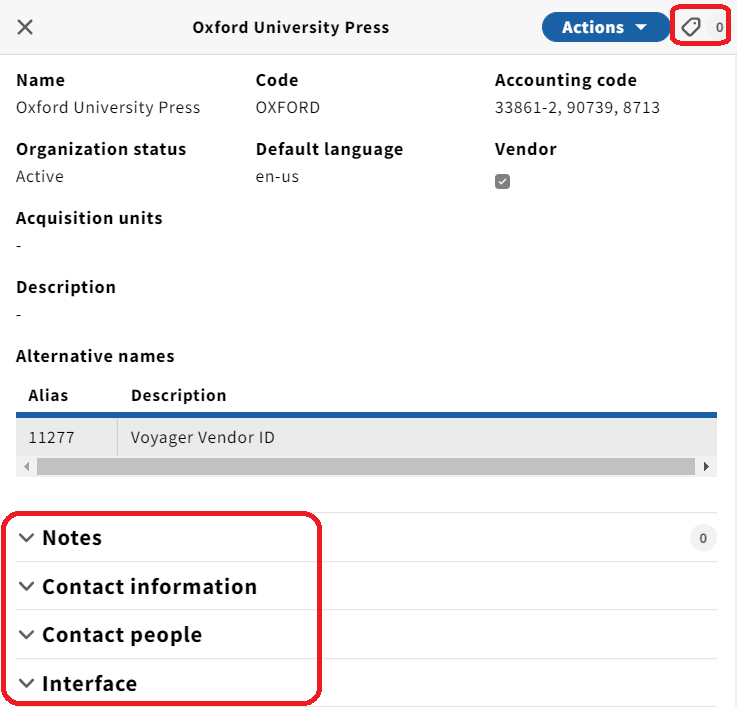 Oxford University Press
Actions
0
Name Code Accounting code
Oxford University Press OXFORD 33861-2, 90739, 8713
Organization status Default language Vendor
Active en-us
Acquisition units
-
Description
-
Alternative names
Alias Description
11277 Voyager Vendor ID
Notes 0
Contact information
Contact people
Interface